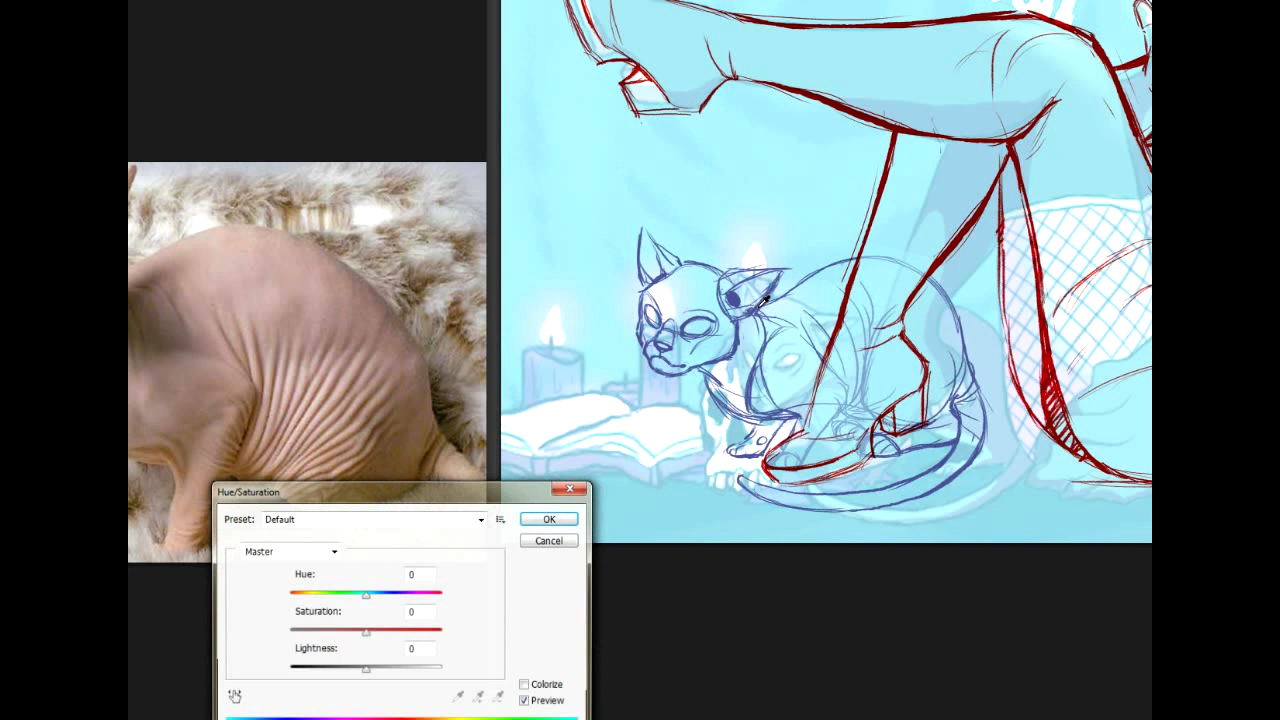 Hue/Saturation
Preset: Default
OK
Cancel
Master
Hue: 0
Saturation: 0
Lightness: 0
Colorize
Preview